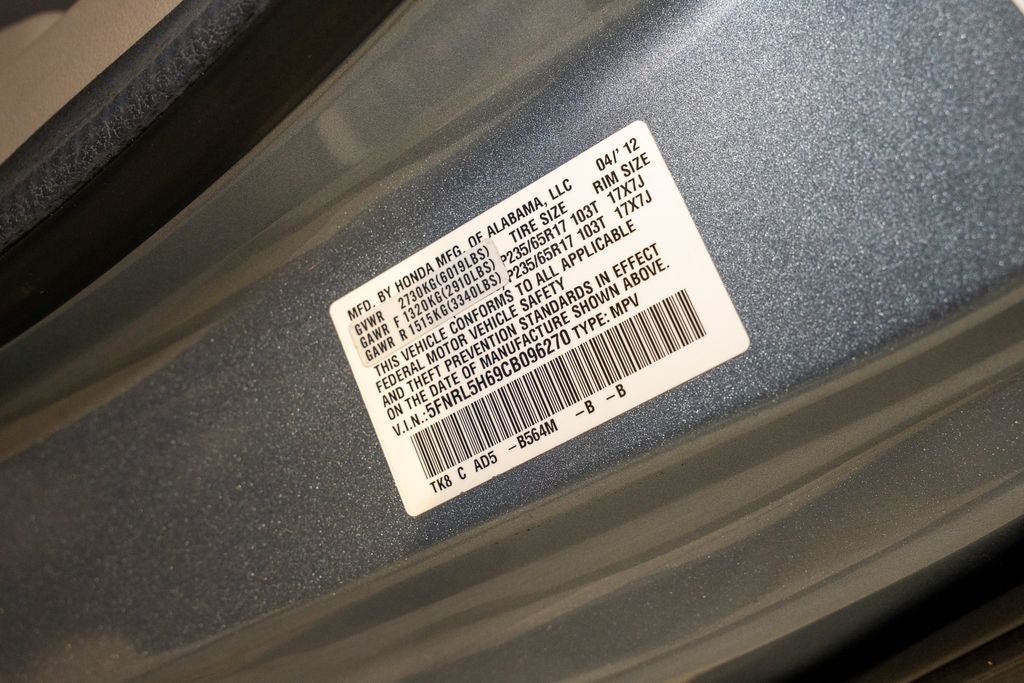 MFD. BY HONDA MFG. OF ALABAMA, LLC 04/' 12
GVWR 2730KG(6019LBS) TIRE SIZE RIM SIZE
GAWR F 1320KG(2910LBS) P235/65R17 103T 17X7J
GAWR R 1515KG(3340LBS) P235/65R17 103T 17X7J
THIS VEHICLE CONFORMS TO ALL APPLICABLE
FEDERAL MOTOR VEHICLE SAFETY
AND THEFT PREVENTION STANDARDS IN EFFECT
ON THE DATE OF MANUFACTURE SHOWN ABOVE.
V.I.N.:5FNRL5H69CB096270 TYPE: MPV
TK8 C AD5 -B564M -B -B